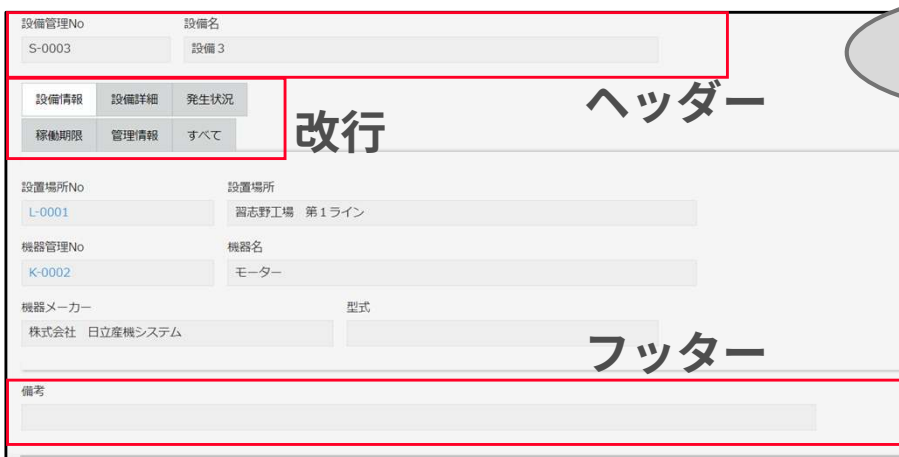 設備管理No 設備名
S-0003 設備3
設備情報 設備詳細 発生状況
ヘッダー
稼働期限 管理情報 すべて
改行
設置場所No 設置場所
L-0001 習志野工場 第1ライン
機器管理No 機器名
K-0002 モーター
機器メーカー 型式
株式会社 日立産機システム
フッター
備考